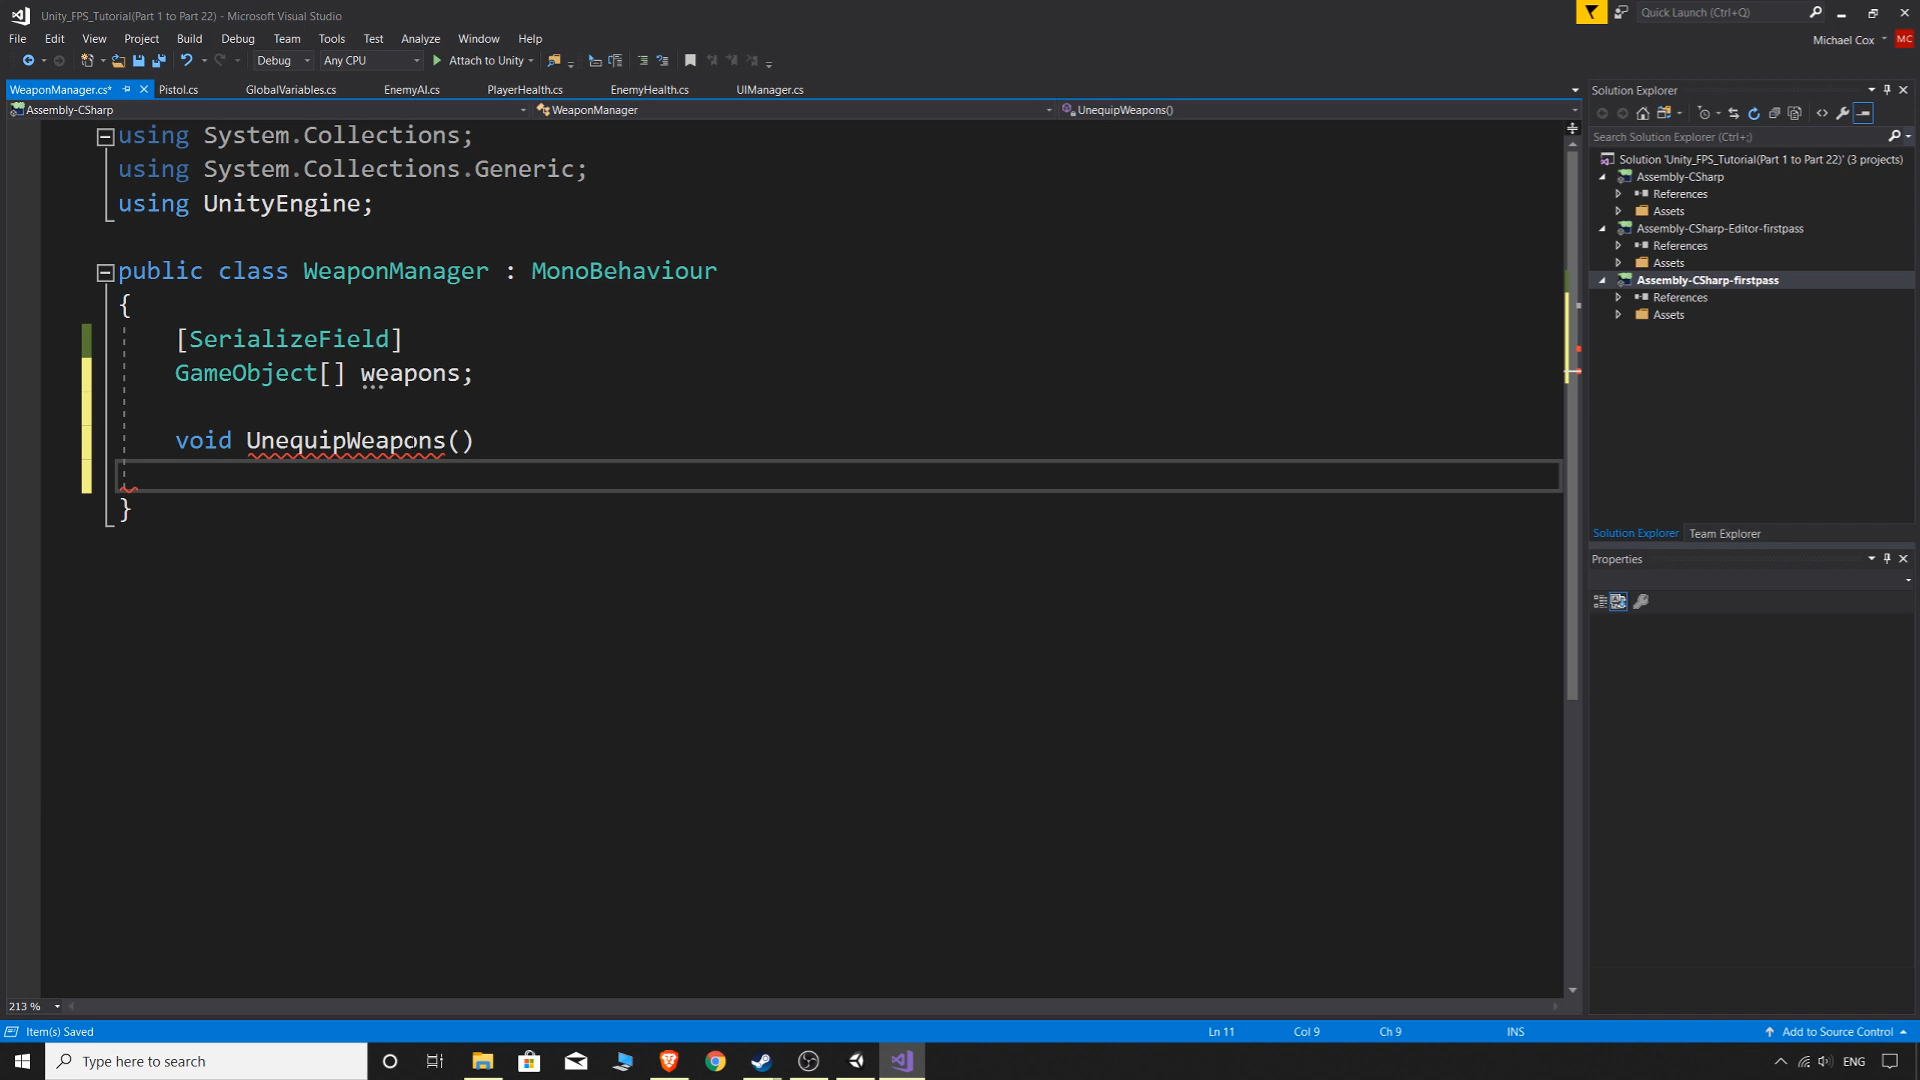 Unity_FPS_Tutorial(Part 1 to Part 22) - Microsoft Visual Studio
Quick Launch (Ctrl+Q)
File Edit View Project Build Debug Team Tools Test Analyze Window Help
Michael Cox MC
Debug Any CPU Attach to Unity
WeaponManager.cs* Pistol.cs GlobalVariables.cs EnemyAI.cs PlayerHealth.cs EnemyHealth.cs UIManager.cs
Assembly-CSharp WeaponManager UnequipWeapons()
using System.Collections;
using System.Collections.Generic;
using UnityEngine;
public class WeaponManager : MonoBehaviour
{
[SerializeField]
GameObject[] weapons;
void UnequipWeapons()
}
Solution Explorer
Search Solution Explorer (Ctrl+;)
Solution 'Unity_FPS_Tutorial(Part 1 to Part 22)' (3 projects)
Assembly-CSharp
References
Assets
Assembly-CSharp-Editor-firstpass
References
Assets
Assembly-CSharp-firstpass
References
Assets
Solution Explorer Team Explorer
Properties
213 %
Item(s) Saved Ln 11 Col 9 Ch 9 INS Add to Source Control
Type here to search ENG